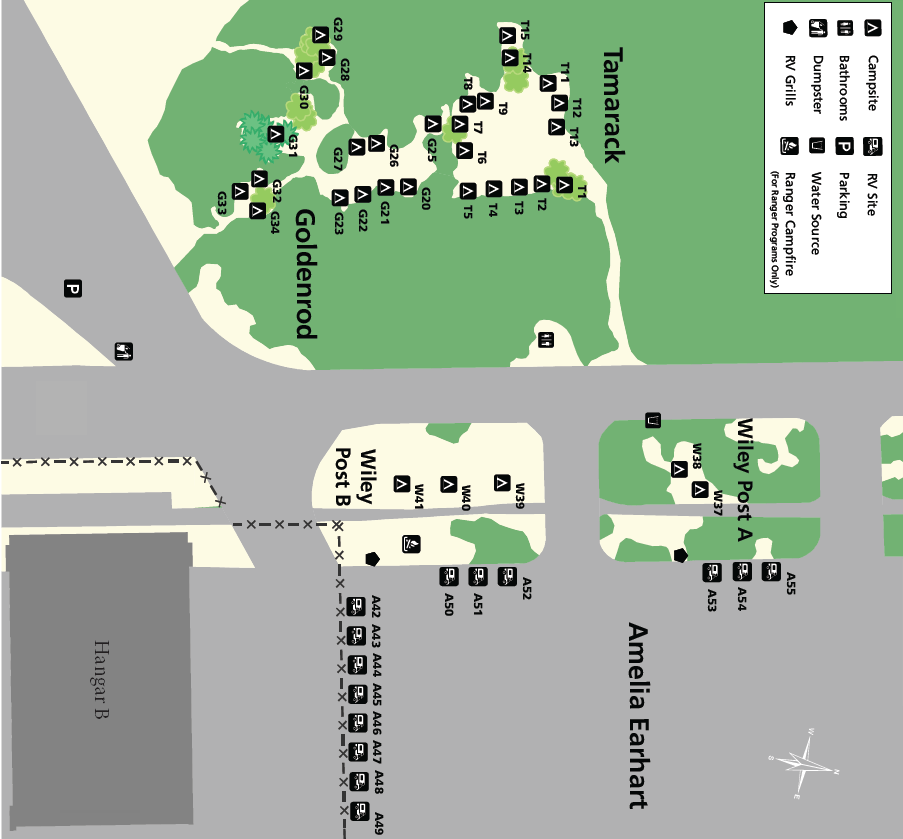 Campsite
Bathrooms
Dumpster
RV Grills
RV Site
Parking
Water Source
Ranger Campfire
(For Ranger Programs Only)
Tamarack
T15
T14
T11
T12
T13
T8
T9
T7
T6
T1
T2
T3
T4
T5
Goldenrod
G29
G28
G30
G31
G27
G26
G25
G20
G21
G22
G23
G32
G33
G34
P
P
Wiley Post A
W38
W37
Wiley
Post B
W39
W40
W41
Amelia Earhart
A55
A54
A53
A52
A51
A50
A42
A43
A44
A45
A46
A47
A48
A49
Hangar B
N
E
S
W